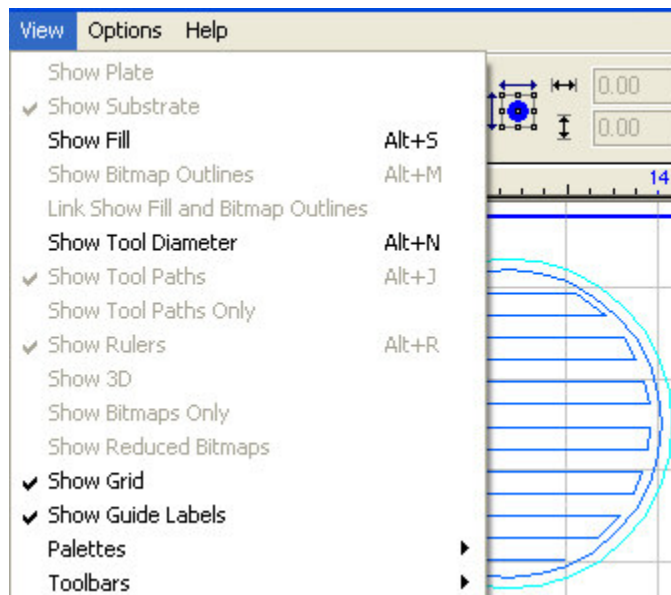 View Options Help
Show Plate
Show Substrate
Show Fill Alt+S
Show Bitmap Outlines Alt+M
Link Show Fill and Bitmap Outlines
Show Tool Diameter Alt+N
Show Tool Paths Alt+J
Show Tool Paths Only
Show Rulers Alt+R
Show 3D
Show Bitmaps Only
Show Reduced Bitmaps
Show Grid
Show Guide Labels
Palettes
Toolbars
0.00
0.00
14